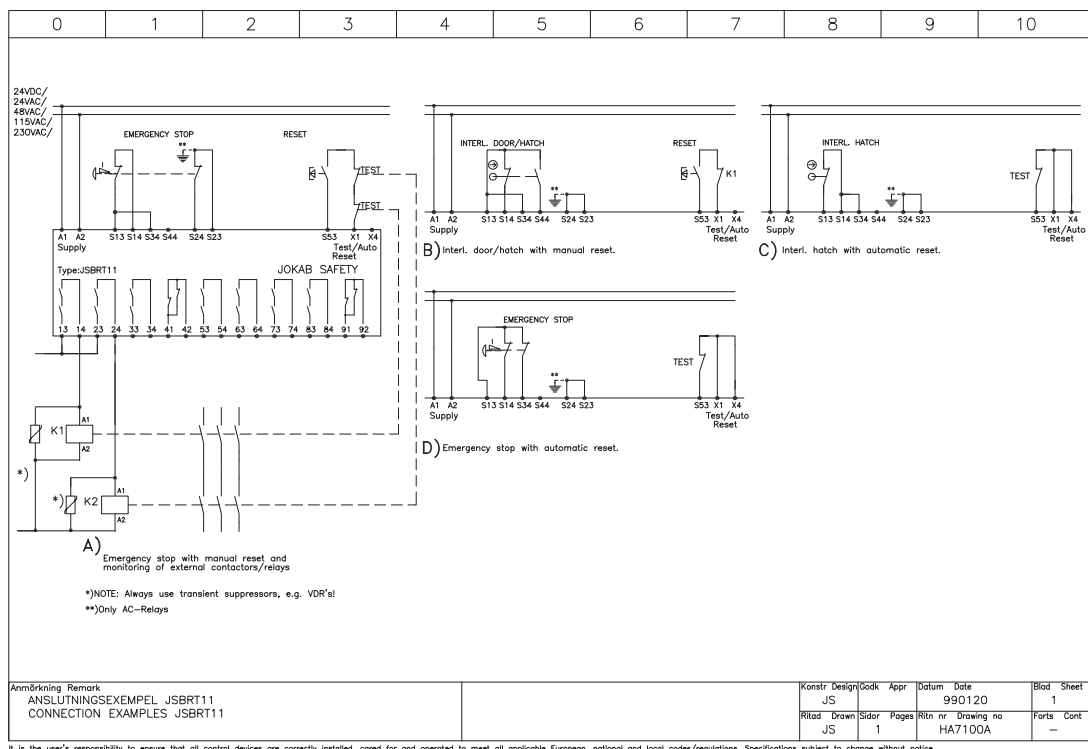 0 1 2 3 4 5 6 7 8 9 10
24VDC/
24VAC/
48VAC/
115VAC/
230VAC/
EMERGENCY STOP
**
RESET
TEST
TEST
A1 A2 S13 S14 S34 S44 S24 S23 S53 X1 X4
Supply
Test/Auto
Reset
Type:JSBRT11
JOKAB SAFETY
13 14 23 24 33 34 41 42 53 54 63 64 73 74 83 84 91 92
K1
A1
A2
*)
*)
K2
A1
A2
A)
Emergency stop with manual reset and
monitoring of external contactors/relays
*)NOTE: Always use transient suppressors, e.g. VDR's!
**)Only AC-Relays
INTERL. DOOR/HATCH
RESET
**
K1
A1 A2 S13 S14 S34 S44 S24 S23 S53 X1 X4
Supply
Test/Auto
Reset
B) Interl. door/hatch with manual reset.
INTERL. HATCH
**
TEST
A1 A2 S13 S14 S34 S44 S24 S23 S53 X1 X4
Supply
Test/Auto
Reset
C) Interl. hatch with automatic reset.
EMERGENCY STOP
**
TEST
A1 A2 S13 S14 S34 S44 S24 S23 S53 X1 X4
Supply
Test/Auto
Reset
D) Emergency stop with automatic reset.
Anmörkning Remark
ANSLUTNINGSEXEMPEL JSBRT11
CONNECTION EXAMPLES JSBRT11
Konstr Design Godk Appr Datum Date Blad Sheet
JS 990120 1
Ritad Drawn Sidor Pages Ritn nr Drawing no Forts Cont
JS 1 HA7100A –
It is the user's responsibility to ensure that all control devices are correctly installed, cared for and operated to meet all applicable European, national and local codes/regulations. Specifications subject to change without notice.